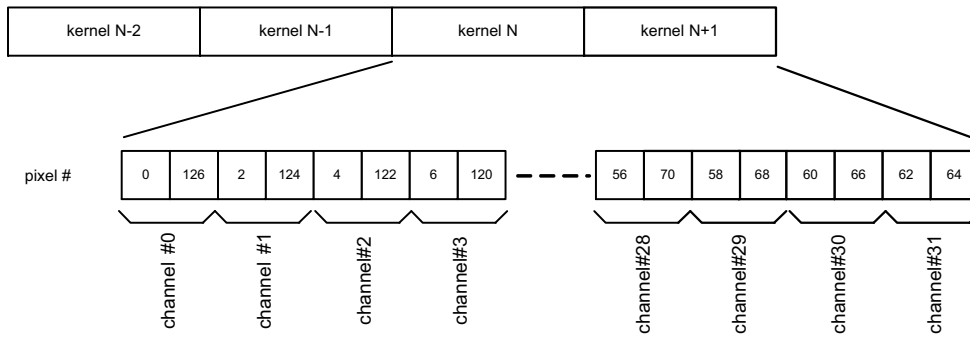 kernel N-2 kernel N-1 kernel N kernel N+1
pixel # 0 126 2 124 4 122 6 120 56 70 58 68 60 66 62 64
channel #0
channel #1
channel#2
channel#3
channel#28
channel#29
channel#30
channel#31